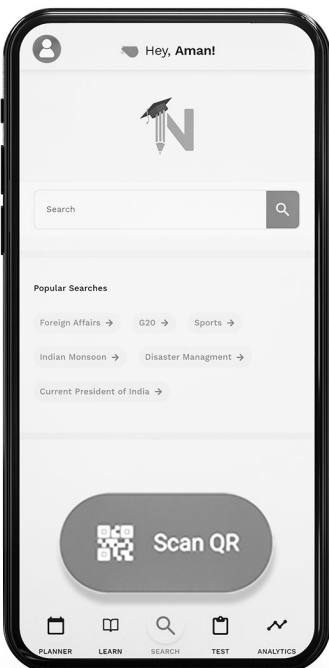 Hey, Aman!
N
Search
Popular Searches
Foreign Affairs → G20 → Sports →
Indian Monsoon → Disaster Managment →
Current President of India →
Scan QR
PLANNER LEARN SEARCH TEST ANALYTICS